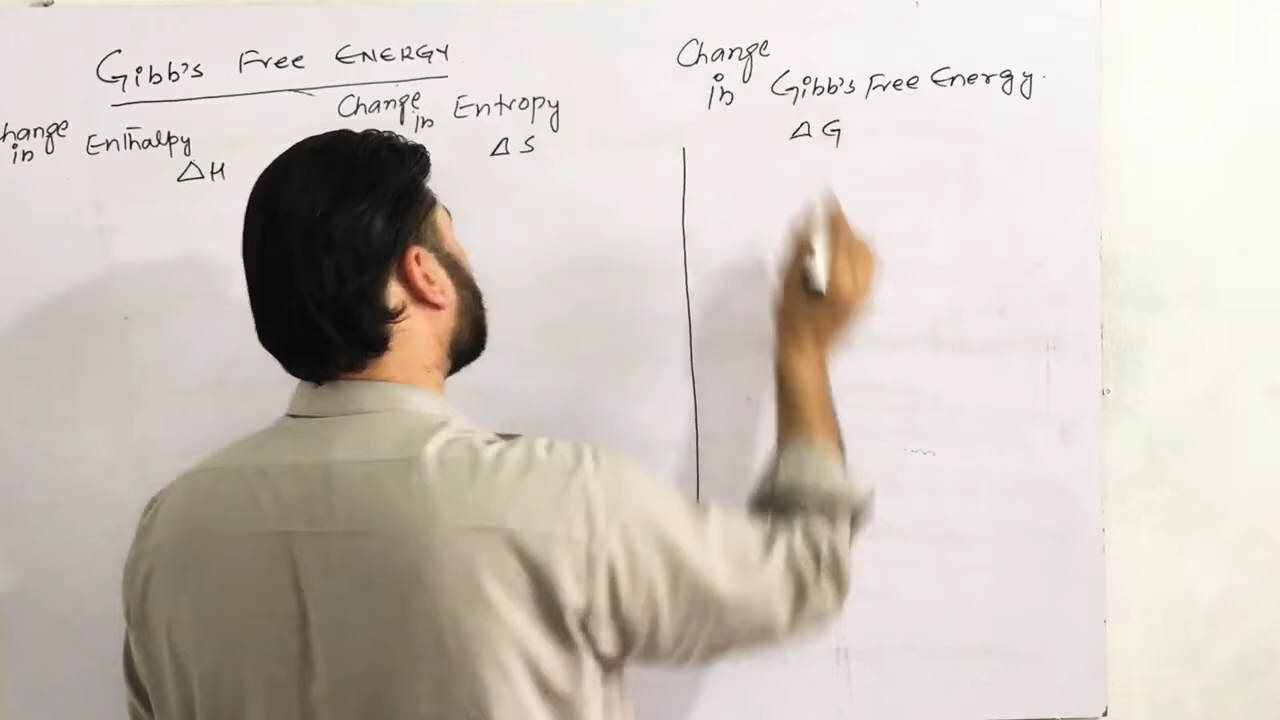 Gibb's Free ENERGY
Change in Entropy
ΔS
Change in Enthalpy
ΔH
Change in Gibb's Free Energy.
ΔG